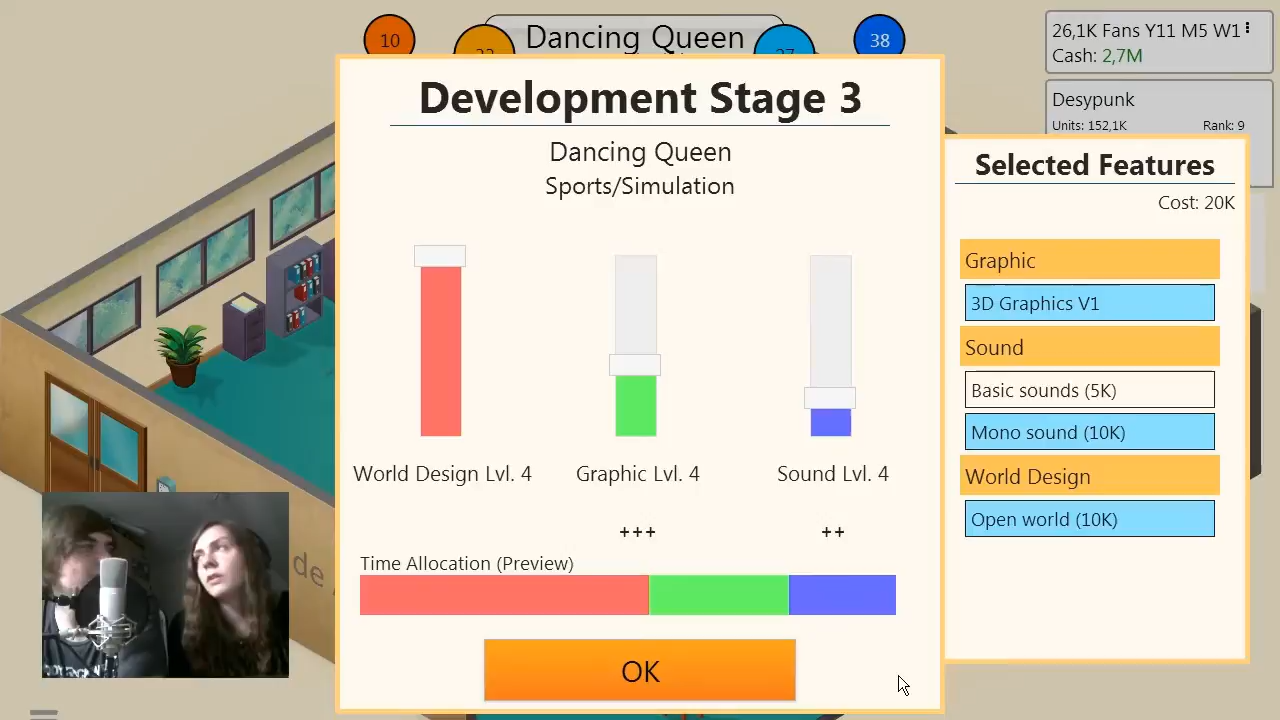 10
Dancing Queen
38
26,1K Fans Y11 M5 W1
Cash: 2,7M
Desypunk
Units: 152,1K
Rank: 9
Development Stage 3
Dancing Queen
Sports/Simulation
World Design Lvl. 4
Graphic Lvl. 4
Sound Lvl. 4
+++
++
Time Allocation (Preview)
OK
Selected Features
Cost: 20K
Graphic
3D Graphics V1
Sound
Basic sounds (5K)
Mono sound (10K)
World Design
Open world (10K)
de